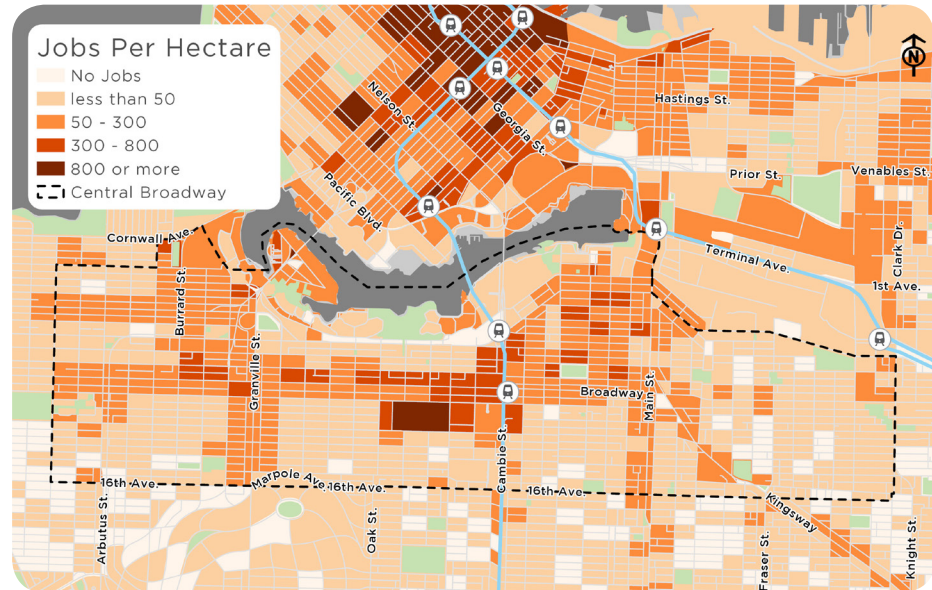 Jobs Per Hectare
No Jobs
less than 50
50 - 300
300 - 800
800 or more
Central Broadway
N
Nelson St.
Georgia St.
Hastings St.
Prior St.
Venables St.
Pacific Blvd.
Cornwall Ave.
Clark Dr.
Terminal Ave.
1st Ave.
Burrard St.
Granville St.
Broadway
Main St.
Cambie St.
16th Ave.
Marpole Ave.
16th Ave.
16th Ave.
Kingsway
Arbutus St.
Oak St.
Fraser St.
Knight St.